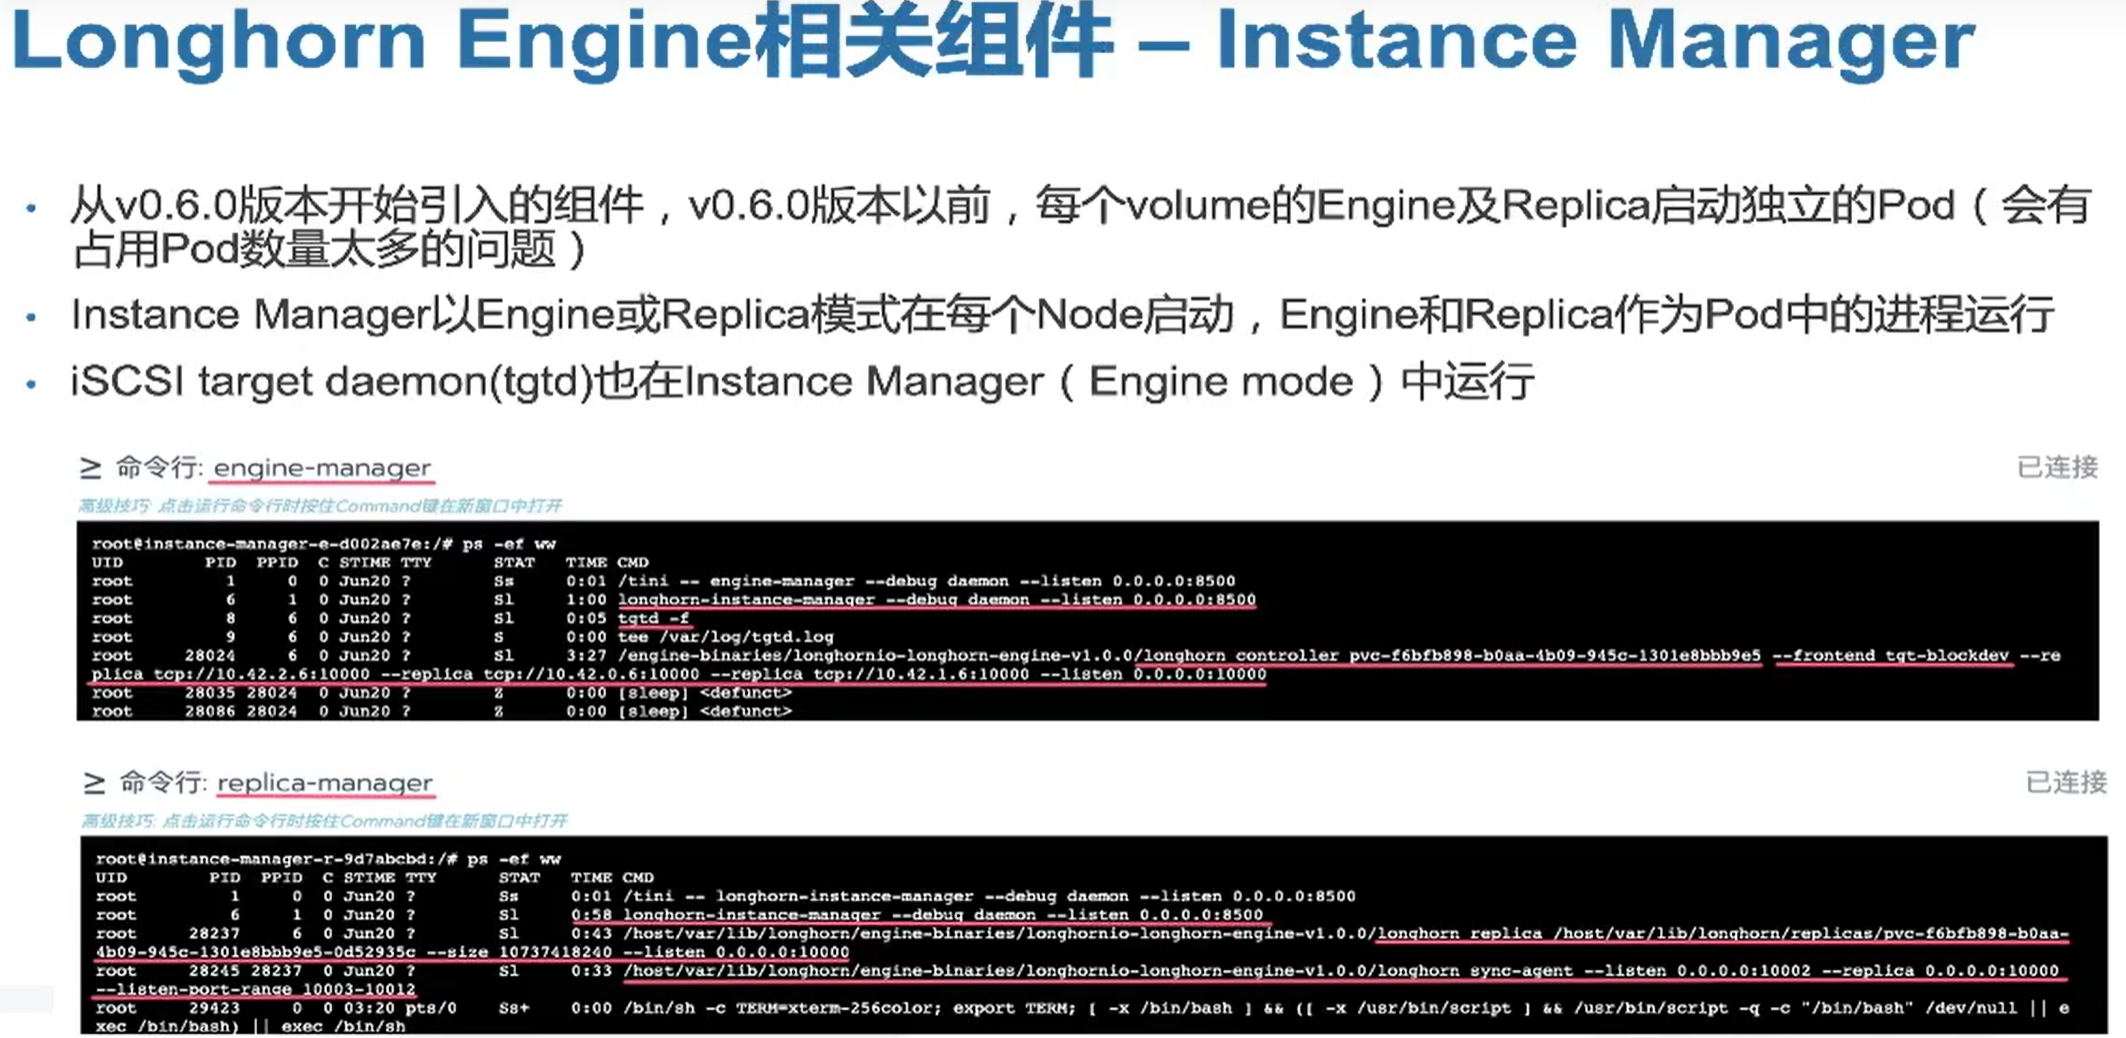 Longhorn Engine相关组件 – Instance Manager
• 从v0.6.0版本开始引入的组件，v0.6.0版本以前，每个volume的Engine及Replica启动独立的Pod（会有
占用Pod数量太多的问题）
• Instance Manager以Engine或Replica模式在每个Node启动，Engine和Replica作为Pod中的进程运行
• iSCSI target daemon(tgtd)也在Instance Manager（Engine mode）中运行
≥ 命令行: engine-manager 已连接
高级技巧: 点击运行命令行时按住Command键在新窗口中打开
root@instance-manager-e-d002ae7e:/# ps -ef ww
UID PID PPID C STIME TTY STAT TIME CMD
root 1 0 0 Jun20 ? Ss 0:01 /tini -- engine-manager --debug daemon --listen 0.0.0.0:8500
root 6 1 0 Jun20 ? Sl 1:00 longhorn-instance-manager --debug daemon --listen 0.0.0.0:8500
root 8 6 0 Jun20 ? Sl 0:05 tgtd -f
root 9 6 0 Jun20 ? S 0:00 tee /var/log/tgtd.log
root 28024 6 0 Jun20 ? Sl 3:27 /engine-binaries/longhornio-longhorn-engine-v1.0.0/longhorn controller pvc-f6bfb898-b0aa-4b09-945c-1301e8bbb9e5 --frontend tgt-blockdev --re
plica tcp://10.42.2.6:10000 --replica tcp://10.42.0.6:10000 --replica tcp://10.42.1.6:10000 --listen 0.0.0.0:10000
root 28035 28024 0 Jun20 ? Z 0:00 [sleep] <defunct>
root 28086 28024 0 Jun20 ? Z 0:00 [sleep] <defunct>
≥ 命令行: replica-manager 已连接
高级技巧: 点击运行命令行时按住Command键在新窗口中打开
root@instance-manager-r-9d7abcbd:/# ps -ef ww
UID PID PPID C STIME TTY STAT TIME CMD
root 1 0 0 Jun20 ? Ss 0:01 /tini -- longhorn-instance-manager --debug daemon --listen 0.0.0.0:8500
root 6 1 0 Jun20 ? Sl 0:58 longhorn-instance-manager --debug daemon --listen 0.0.0.0:8500
root 28237 6 0 Jun20 ? Sl 0:43 /host/var/lib/longhorn/engine-binaries/longhornio-longhorn-engine-v1.0.0/longhorn replica /host/var/lib/longhorn/replicas/pvc-f6bfb898-b0aa-
4b09-945c-1301e8bbb9e5-0d52935c --size 10737418240 --listen 0.0.0.0:10000
root 28245 28237 0 Jun20 ? Sl 0:33 /host/var/lib/longhorn/engine-binaries/longhornio-longhorn-engine-v1.0.0/longhorn sync-agent --listen 0.0.0.0:10002 --replica 0.0.0.0:10000
--listen-port-range 10003-10012
root 29423 0 0 03:20 pts/0 Ss+ 0:00 /bin/sh -c TERM=xterm-256color; export TERM; [ -x /bin/bash ] && ([ -x /usr/bin/script ] && /usr/bin/script -q -c "/bin/bash" /dev/null || e
xec /bin/bash) || exec /bin/sh